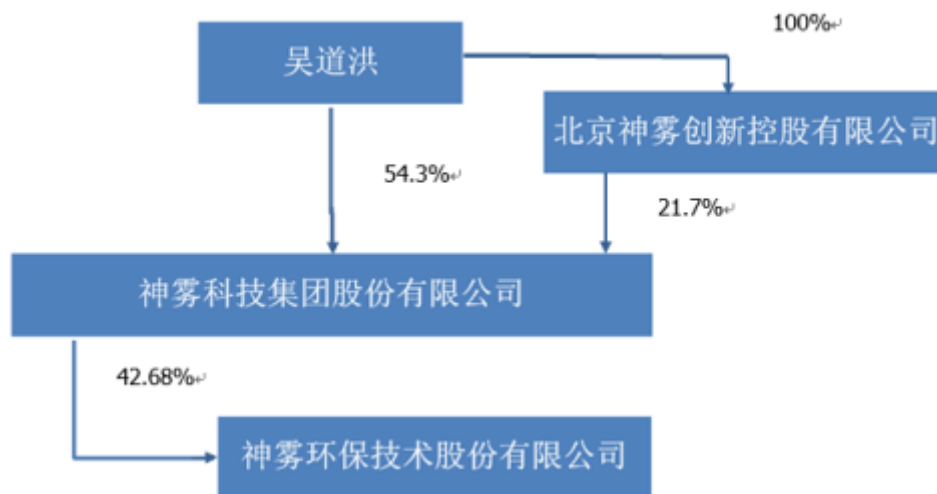 100%
吴道洪
北京神雾创新控股有限公司
54.3%
21.7%
神雾科技集团股份有限公司
42.68%
神雾环保技术股份有限公司